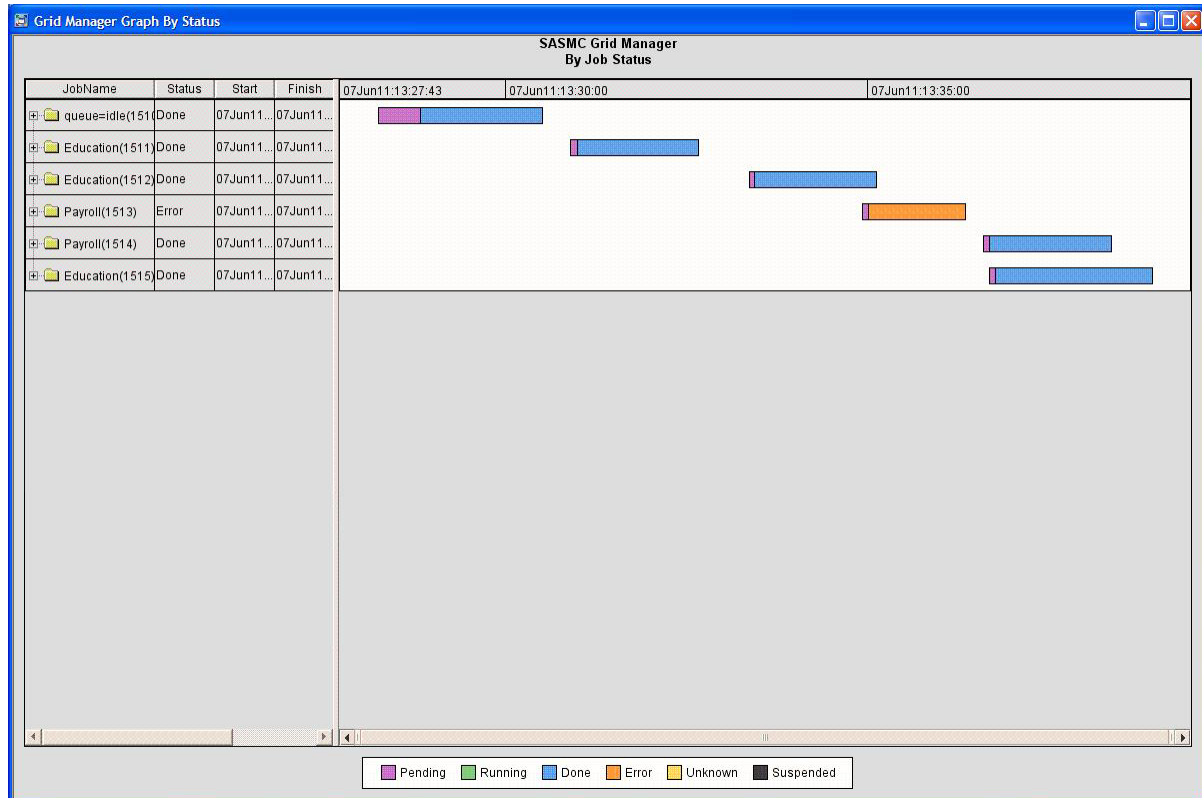 Grid Manager Graph By Status
SASMC Grid Manager
By Job Status
JobName Status Start Finish 07Jun11:13:27:43 07Jun11:13:30:00 07Jun11:13:35:00
queue=idle(1510 Done 07Jun11... 07Jun11...
Education(1511) Done 07Jun11... 07Jun11...
Education(1512) Done 07Jun11... 07Jun11...
Payroll(1513) Error 07Jun11... 07Jun11...
Payroll(1514) Done 07Jun11... 07Jun11...
Education(1515) Done 07Jun11... 07Jun11...
Pending Running Done Error Unknown Suspended